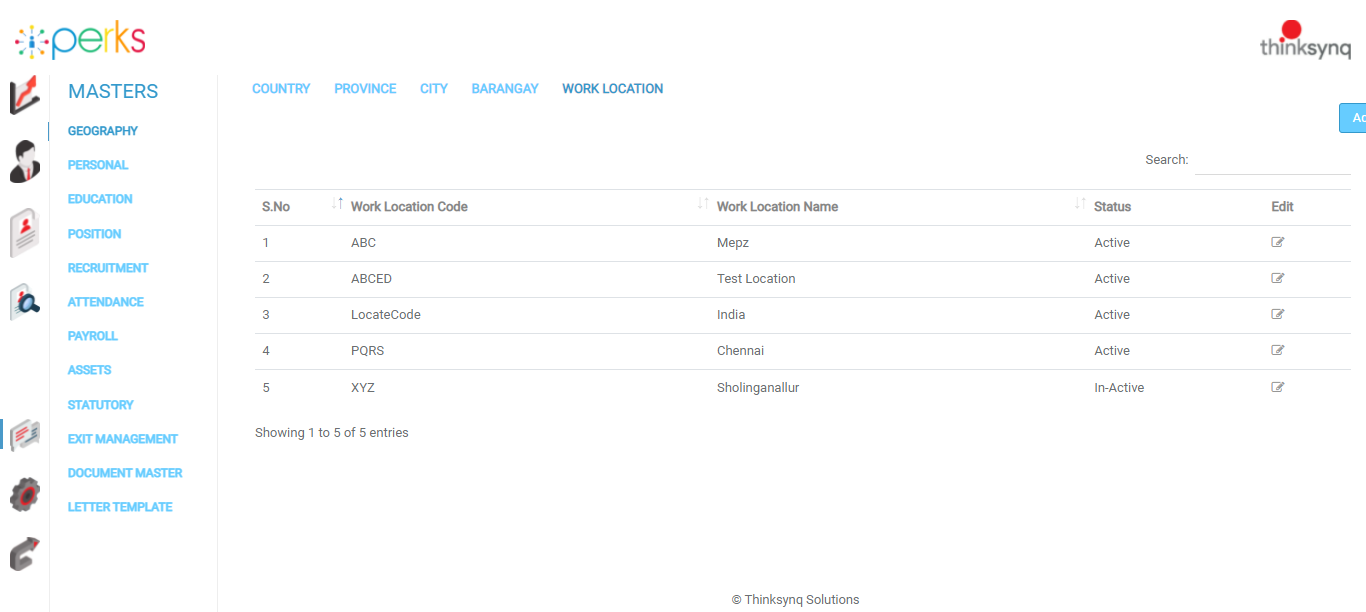 perks
thinksynq
MASTERS
GEOGRAPHY
PERSONAL
EDUCATION
POSITION
RECRUITMENT
ATTENDANCE
PAYROLL
ASSETS
STATUTORY
EXIT MANAGEMENT
DOCUMENT MASTER
LETTER TEMPLATE
COUNTRY PROVINCE CITY BARANGAY WORK LOCATION
Search:
S.No Work Location Code Work Location Name Status Edit
1 ABC Mepz Active
2 ABCED Test Location Active
3 LocateCode India Active
4 PQRS Chennai Active
5 XYZ Sholinganallur In-Active
Showing 1 to 5 of 5 entries
© Thinksynq Solutions